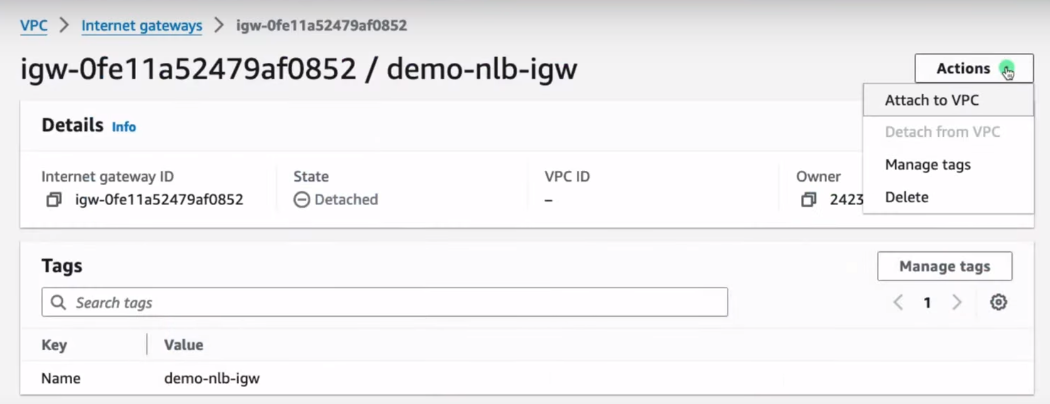 VPC > Internet gateways > igw-0fe11a52479af0852
igw-0fe11a52479af0852 / demo-nlb-igw
Actions
Attach to VPC
Detach from VPC
Manage tags
Delete
Details Info
Internet gateway ID
igw-0fe11a52479af0852
State
Detached
VPC ID
–
Owner
2423
Tags
Manage tags
Search tags
1
Key Value
Name demo-nlb-igw